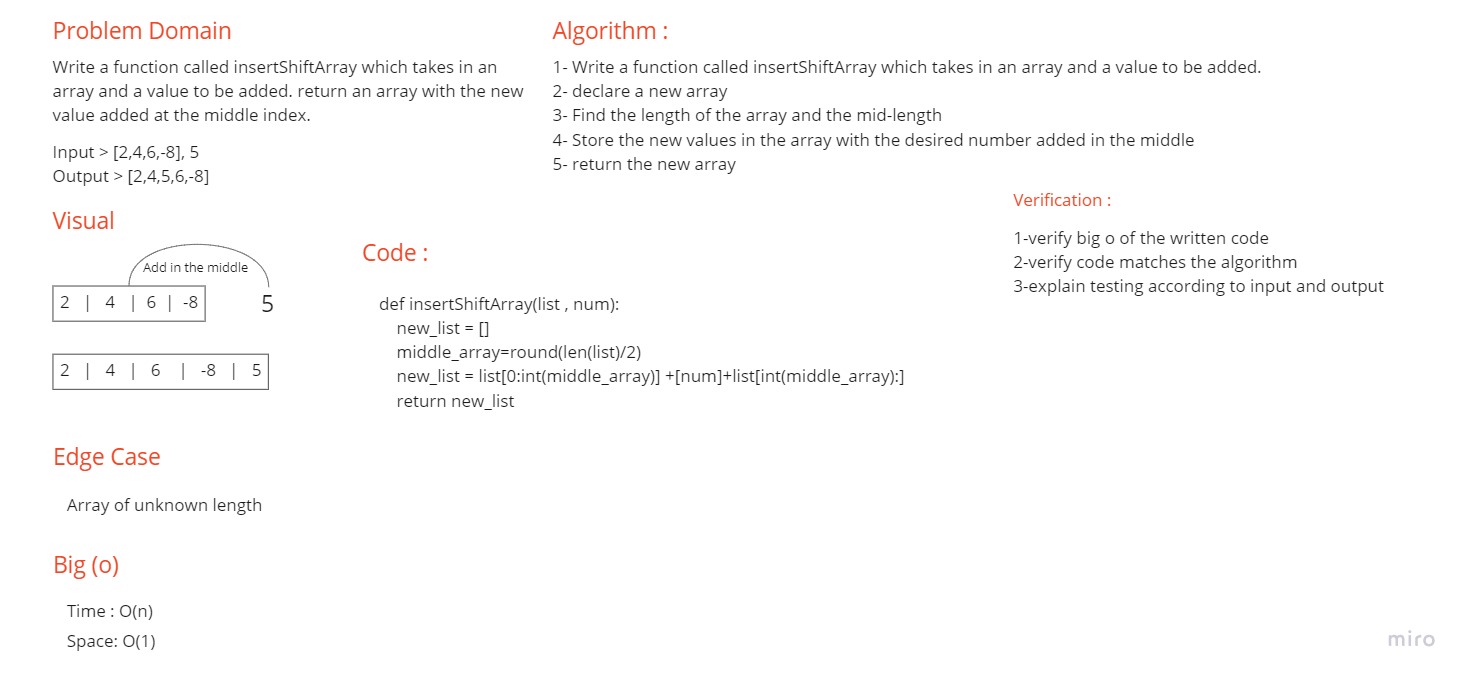 Problem Domain
Write a function called insertShiftArray which takes in an
array and a value to be added. return an array with the new
value added at the middle index.
Input > [2,4,6,-8], 5
Output > [2,4,5,6,-8]
Algorithm :
1- Write a function called insertShiftArray which takes in an array and a value to be added.
2- declare a new array
3- Find the length of the array and the mid-length
4- Store the new values in the array with the desired number added in the middle
5- return the new array
Verification :
1-verify big o of the written code
2-verify code matches the algorithm
3-explain testing according to input and output
Visual
Add in the middle
2 | 4 | 6 | -8 5
2 | 4 | 6 | -8 | 5
Code :
def insertShiftArray(list , num):
new_list = []
middle_array=round(len(list)/2)
new_list = list[0:int(middle_array)] +[num]+list[int(middle_array):]
return new_list
Edge Case
Array of unknown length
Big (o)
Time : O(n)
Space: O(1)
miro